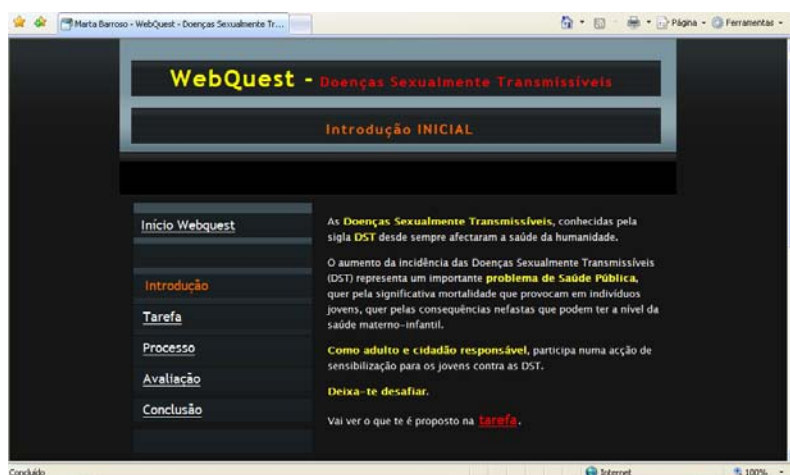 Marta Barroso - WebQuest - Doenças Sexualmente Tr...
Página
Ferramentas
WebQuest - Doenças Sexualmente Transmissíveis
Introdução INICIAL
Início Webquest
Introdução
Tarefa
Processo
Avaliação
Conclusão
As Doenças Sexualmente Transmissíveis, conhecidas pela
sigla DST desde sempre afectaram a saúde da humanidade.
O aumento da incidência das Doenças Sexualmente Transmissíveis
(DST) representa um importante problema de Saúde Pública,
quer pela significativa mortalidade que provocam em indivíduos
jovens, quer pelas consequências nefastas que podem ter a nível da
saúde materno-infantil.
Como adulto e cidadão responsável, participa numa acção de
sensibilização para os jovens contra as DST.
Deixa-te desafiar.
Vai ver o que te é proposto na tarefa.
Concluído
Internet
100%